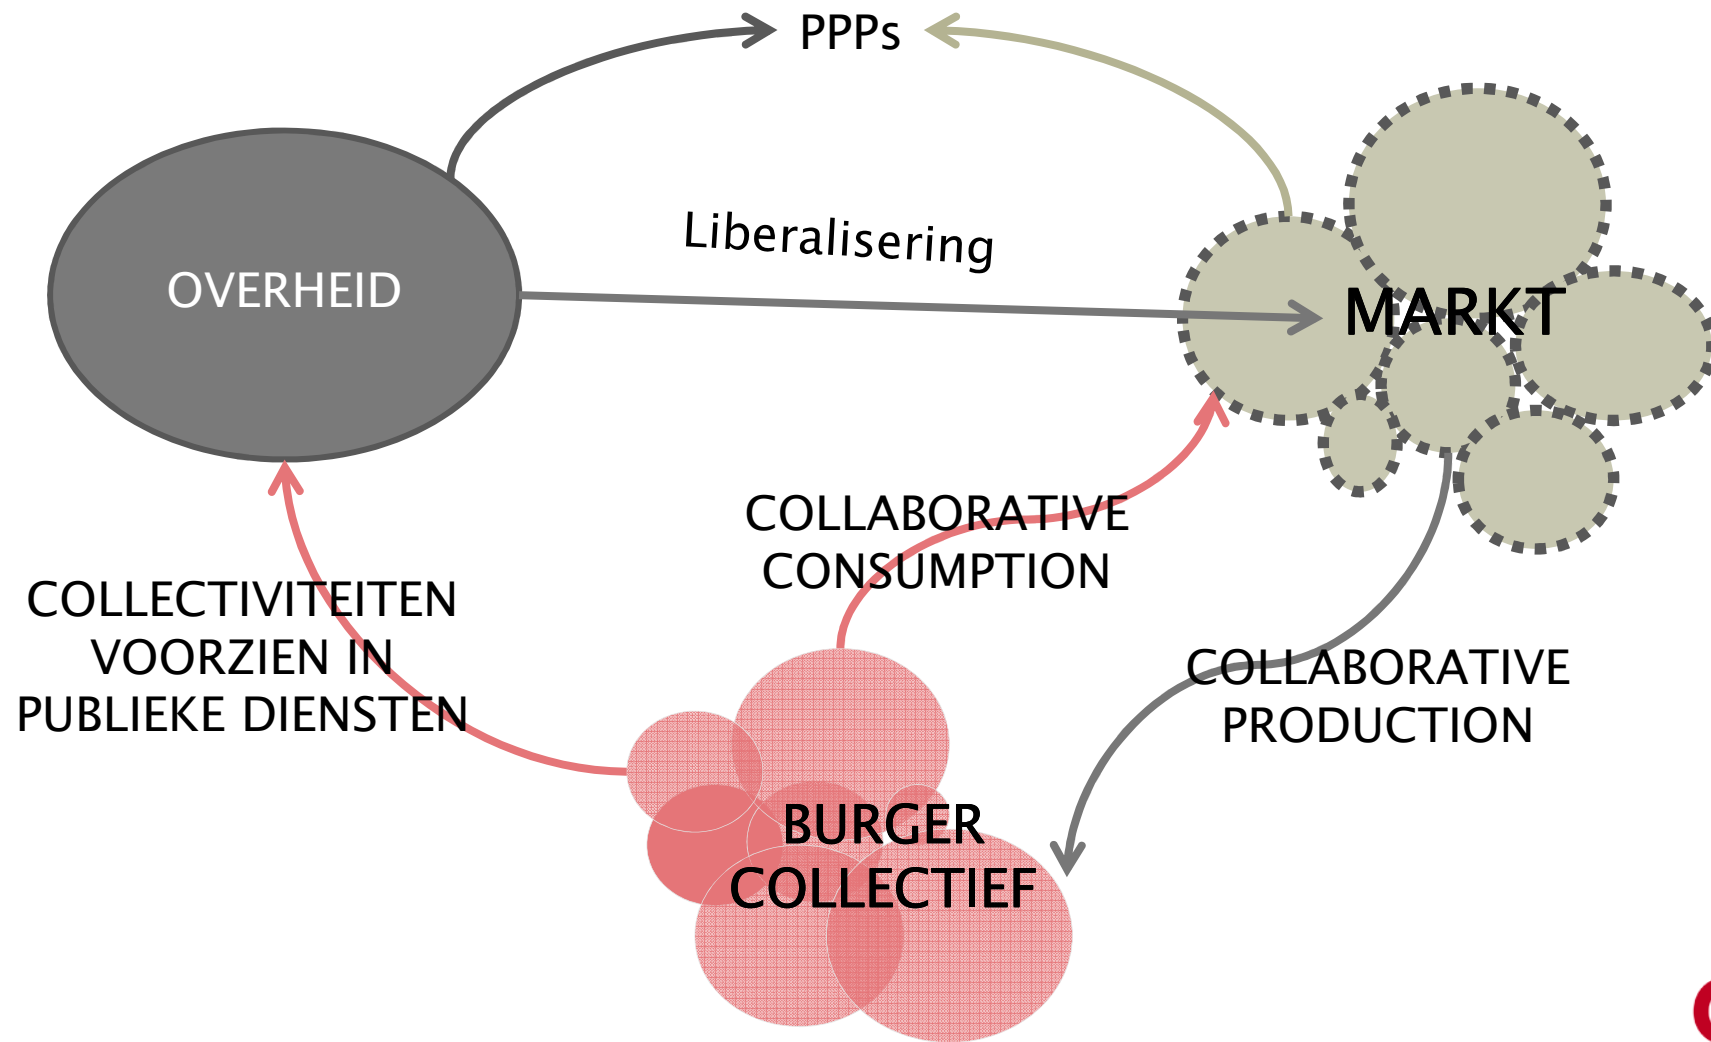 PPPs
Liberalisering
OVERHEID
MARKT
COLLABORATIVE
CONSUMPTION
COLLECTIVITEITEN
VOORZIEN IN
PUBLIEKE DIENSTEN
COLLABORATIVE
PRODUCTION
BURGER
COLLECTIEF